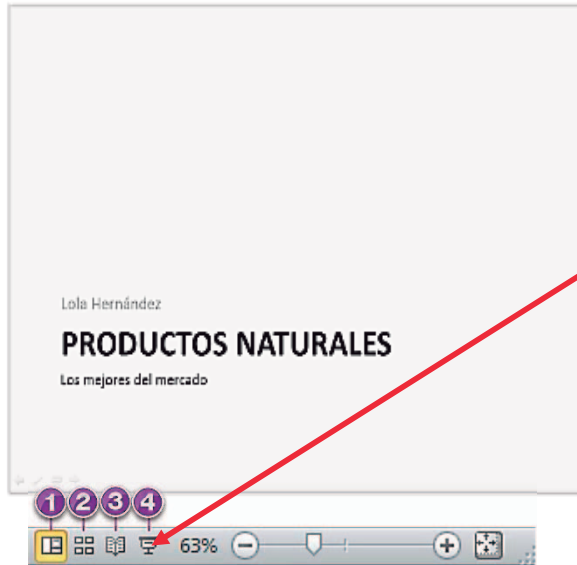 Lola Hernández
PRODUCTOS NATURALES
Los mejores del mercado
1 2 3 4
63%